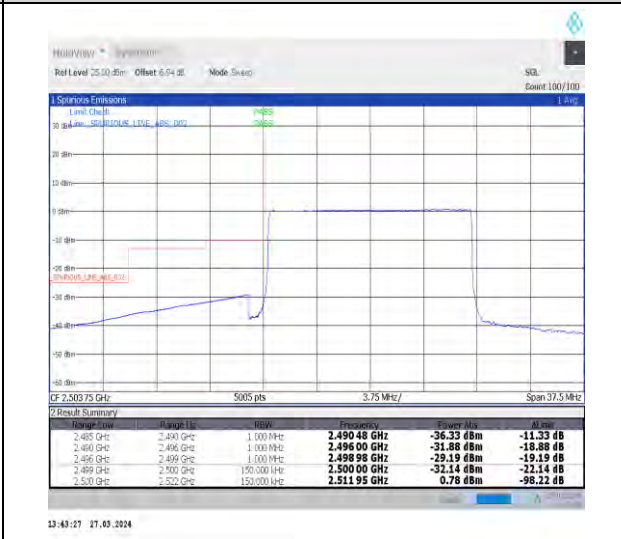 MultiView Spectrum
Ref Level 25.00 dBm Offset 6.04 dB Mode Sweep SGL
Count 100/100
1 Spurious Emissions 1 Avg
Limit Check PASS
30 dBm Line _SPURIOUS_LINE_ABS_002 PASS
20 dBm
10 dBm
0 dBm
-10 dBm
-20 dBm
_SPURIOUS_LINE_ABS_002
-30 dBm
-40 dBm
-50 dBm
-60 dBm
CF 2.50375 GHz 5005 pts 3.75 MHz/ Span 37.5 MHz
2 Result Summary
Range Low Range Up RBW Frequency Power Abs ΔLimit
2.485 GHz 2.490 GHz 1.000 MHz 2.490 48 GHz -36.33 dBm -11.33 dB
2.490 GHz 2.496 GHz 1.000 MHz 2.496 00 GHz -31.88 dBm -18.88 dB
2.496 GHz 2.499 GHz 1.000 MHz 2.498 98 GHz -29.19 dBm -19.19 dB
2.499 GHz 2.500 GHz 150.000 kHz 2.500 00 GHz -32.14 dBm -22.14 dB
2.500 GHz 2.522 GHz 150.000 kHz 2.511 95 GHz 0.78 dBm -98.22 dB
13:43:27 27.03.2024